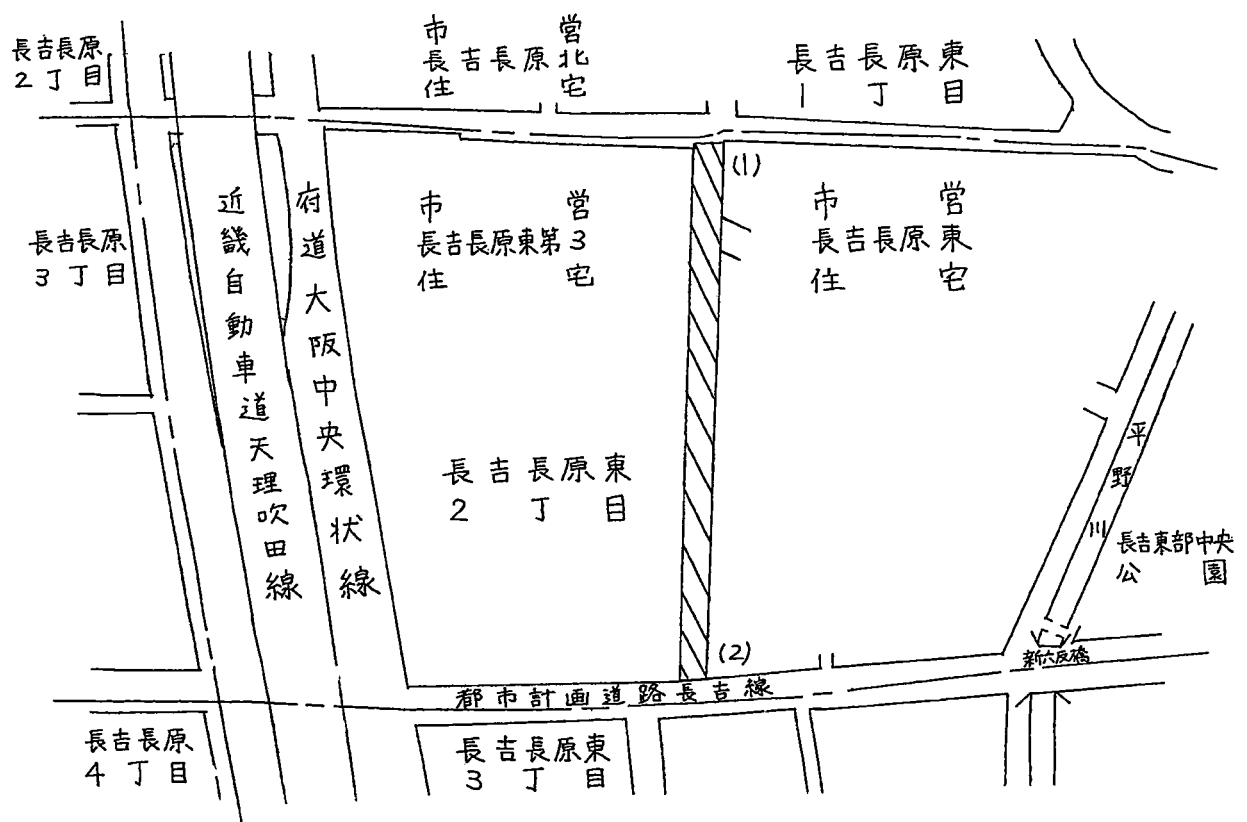 長吉長原
2丁目
市営
長吉長原北
住宅
長吉長原東
1丁目
(1)
長吉長原
3丁目
近畿自動車道天理吹田線
府道大阪中央環状線
市営
長吉長原東第3
住宅
市営
長吉長原東
住宅
長吉長原東
2丁目
平野川
長吉東部中央
公園
(2)
新六反橋
都市計画道路長吉線
長吉長原
4丁目
長吉長原東
3丁目